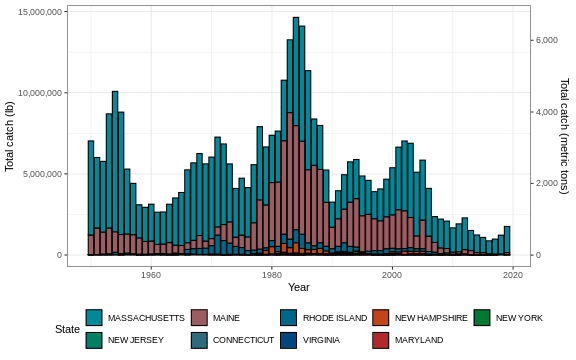 15,000,000
10,000,000
5,000,000
0
Total catch (lb)
6,000
4,000
2,000
0
Total catch (metric tons)
1960 1980 2000 2020
Year
State
MASSACHUSETTS MAINE RHODE ISLAND NEW HAMPSHIRE NEW YORK
NEW JERSEY CONNECTICUT VIRGINIA MARYLAND